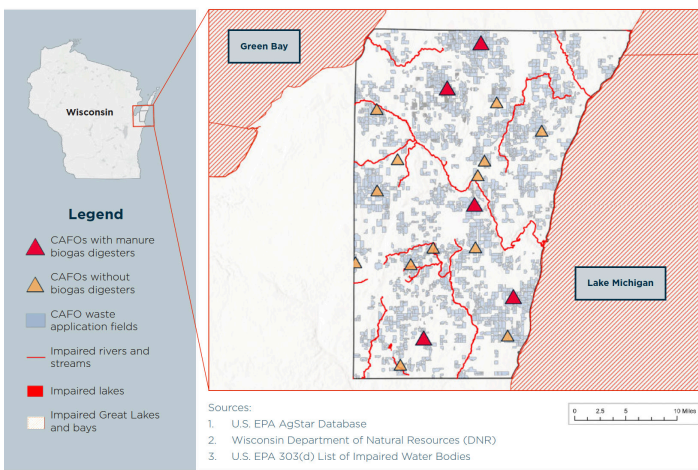 Wisconsin
Green Bay
Lake Michigan
Legend
CAFOs with manure
biogas digesters
CAFOs without
biogas digesters
CAFO waste
application fields
Impaired rivers and
streams
Impaired lakes
Impaired Great Lakes
and bays
Sources:
1. U.S. EPA AgStar Database
2. Wisconsin Department of Natural Resources (DNR)
3. U.S. EPA 303(d) List of Impaired Water Bodies
0 2.5 5 10 Miles